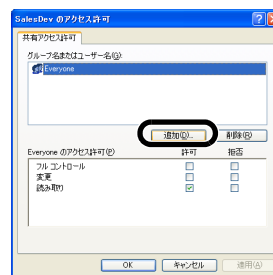 SalesDev のアクセス許可
共有アクセス許可
グループ名またはユーザー名(G):
Everyone
追加(D)... 削除(R)
Everyone のアクセス許可(P) 許可 拒否
フル コントロール
変更
読み取り
OK キャンセル 適用(A)